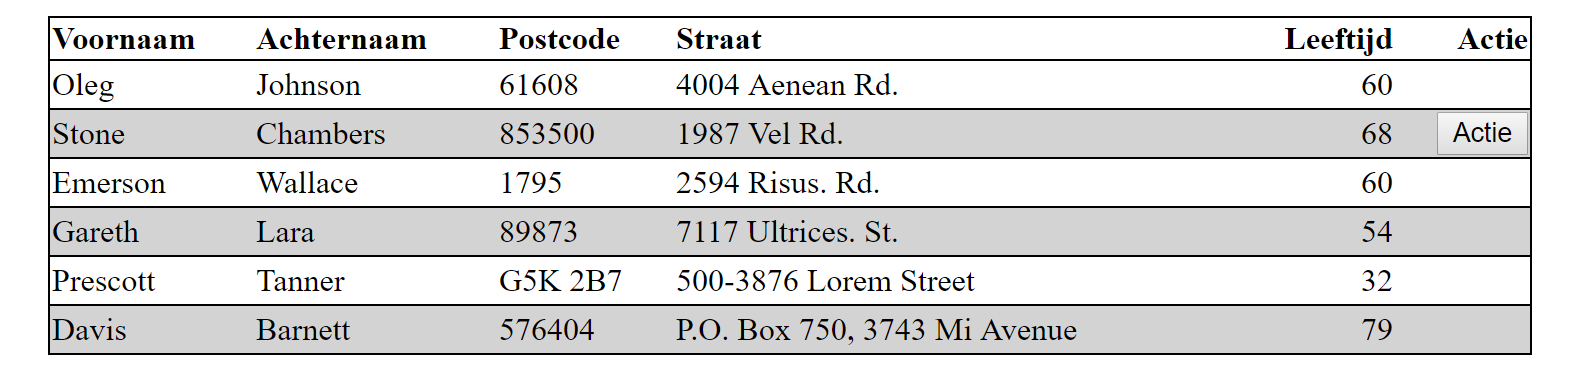 Voornaam Achternaam Postcode Straat Leeftijd Actie
Oleg Johnson 61608 4004 Aenean Rd. 60
Stone Chambers 853500 1987 Vel Rd. 68 Actie
Emerson Wallace 1795 2594 Risus. Rd. 60
Gareth Lara 89873 7117 Ultrices. St. 54
Prescott Tanner G5K 2B7 500-3876 Lorem Street 32
Davis Barnett 576404 P.O. Box 750, 3743 Mi Avenue 79